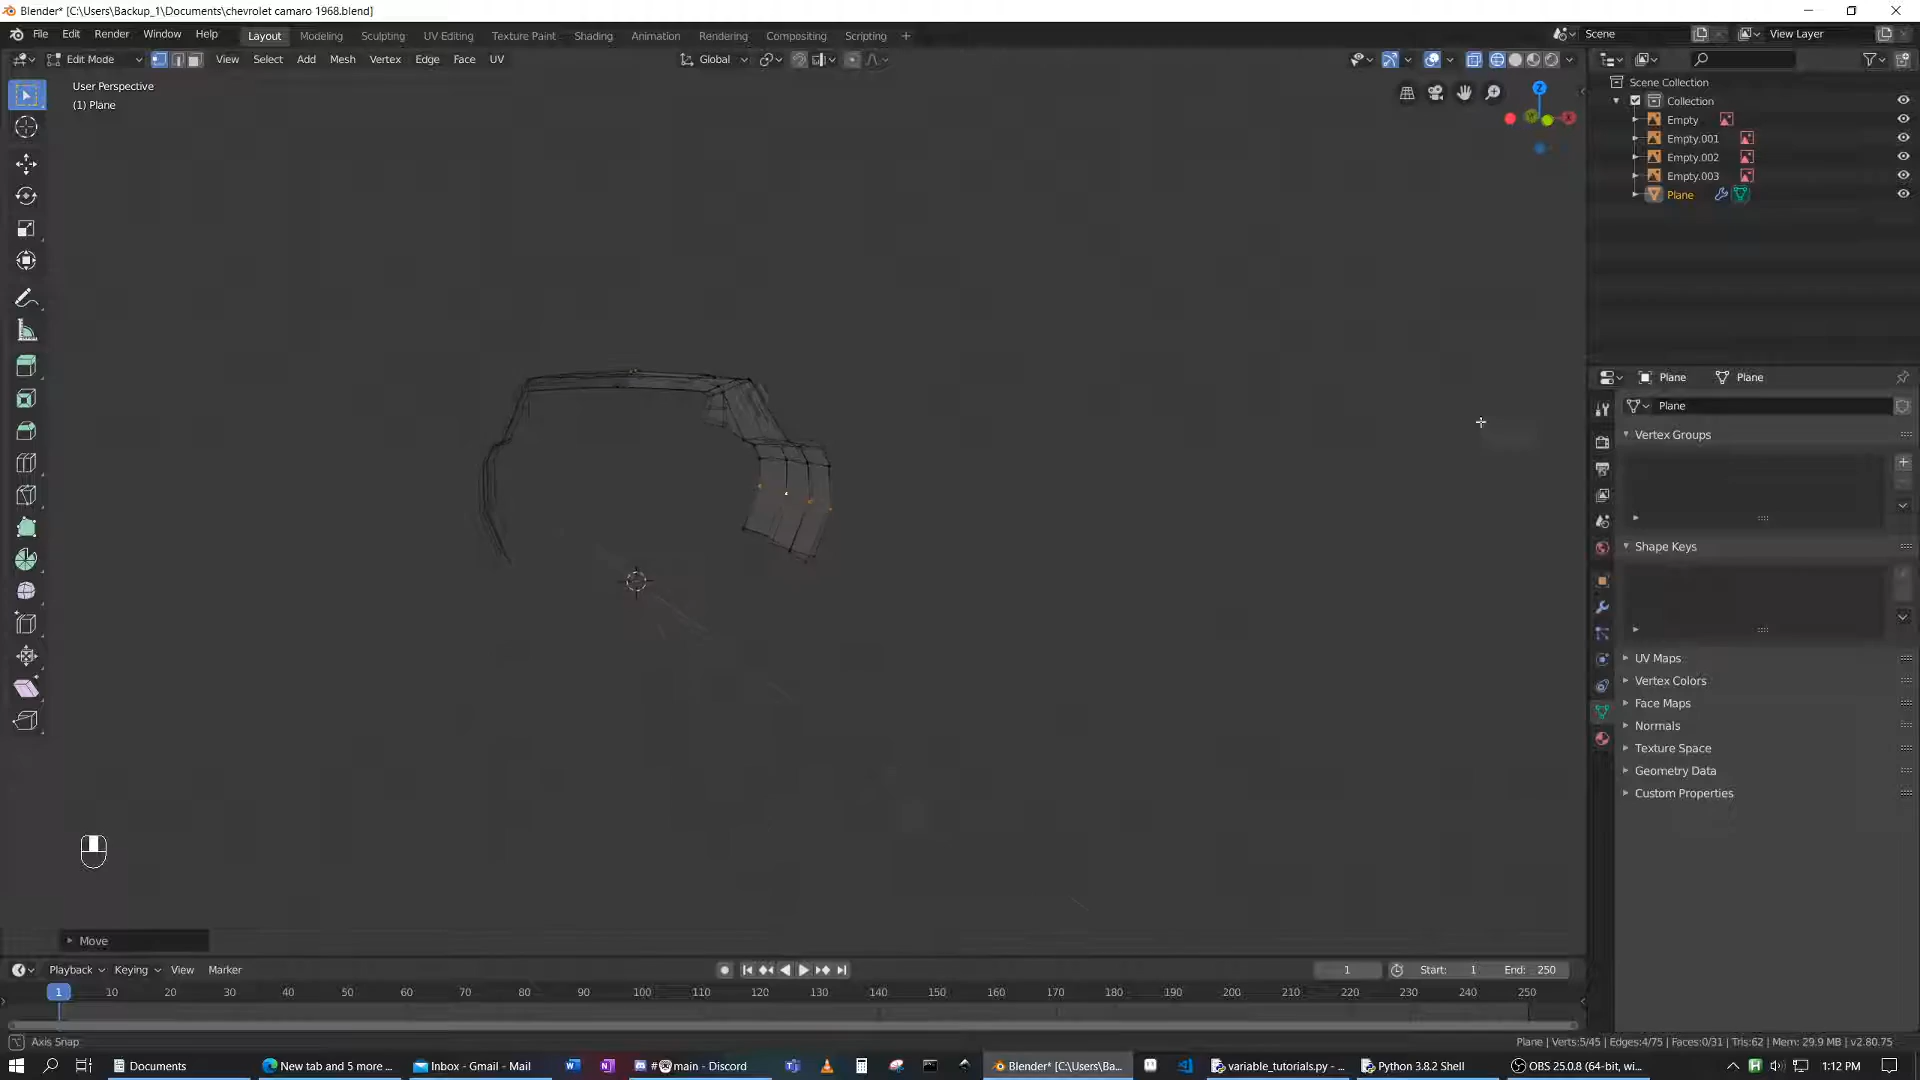 Blender* [C:\Users\Backup_1\Documents\chevrolet camaro 1968.blend]
File Edit Render Window Help Layout Modeling Sculpting UV Editing Texture Paint Shading Animation Rendering Compositing Scripting + Scene View Layer
Edit Mode View Select Add Mesh Vertex Edge Face UV Global
User Perspective
(1) Plane
Z
X
Scene Collection
Collection
Empty
Empty.001
Empty.002
Empty.003
Plane
Plane Plane
Plane
Vertex Groups
Shape Keys
UV Maps
Vertex Colors
Face Maps
Normals
Texture Space
Geometry Data
Custom Properties
Move
Playback Keying View Marker 1 Start: 1 End: 250
1 10 20 30 40 50 60 70 80 90 100 110 120 130 140 150 160 170 180 190 200 210 220 230 240 250
Axis Snap
Plane | Verts:5/45 | Edges:4/75 | Faces:0/31 | Tris:62 | Mem: 29.9 MB | v2.80.75
Documents New tab and 5 more ... Inbox - Gmail - Mail main - Discord Blender* [C:\Users\Ba... variable_tutorials.py - ... Python 3.8.2 Shell OBS 25.0.8 (64-bit, wi... 1:12 PM